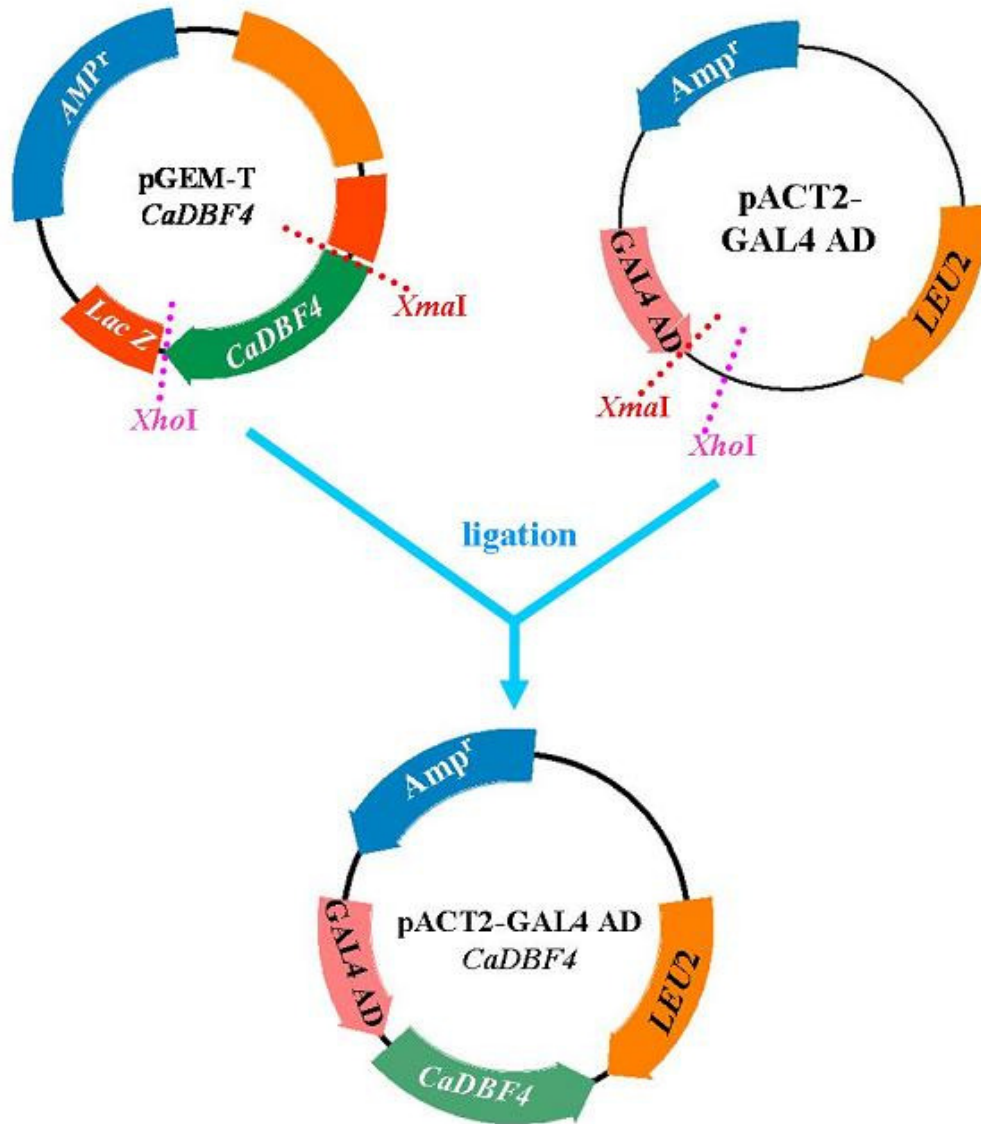 AMPr
pGEM-T
CaDBF4
XmaI
CaDBF4
Lac Z
XhoI
Ampr
pACT2-
GAL4 AD
GAL4 AD
LEU2
XmaI
XhoI
ligation
Ampr
pACT2-GAL4 AD
CaDBF4
GAL4 AD
LEU2
CaDBF4